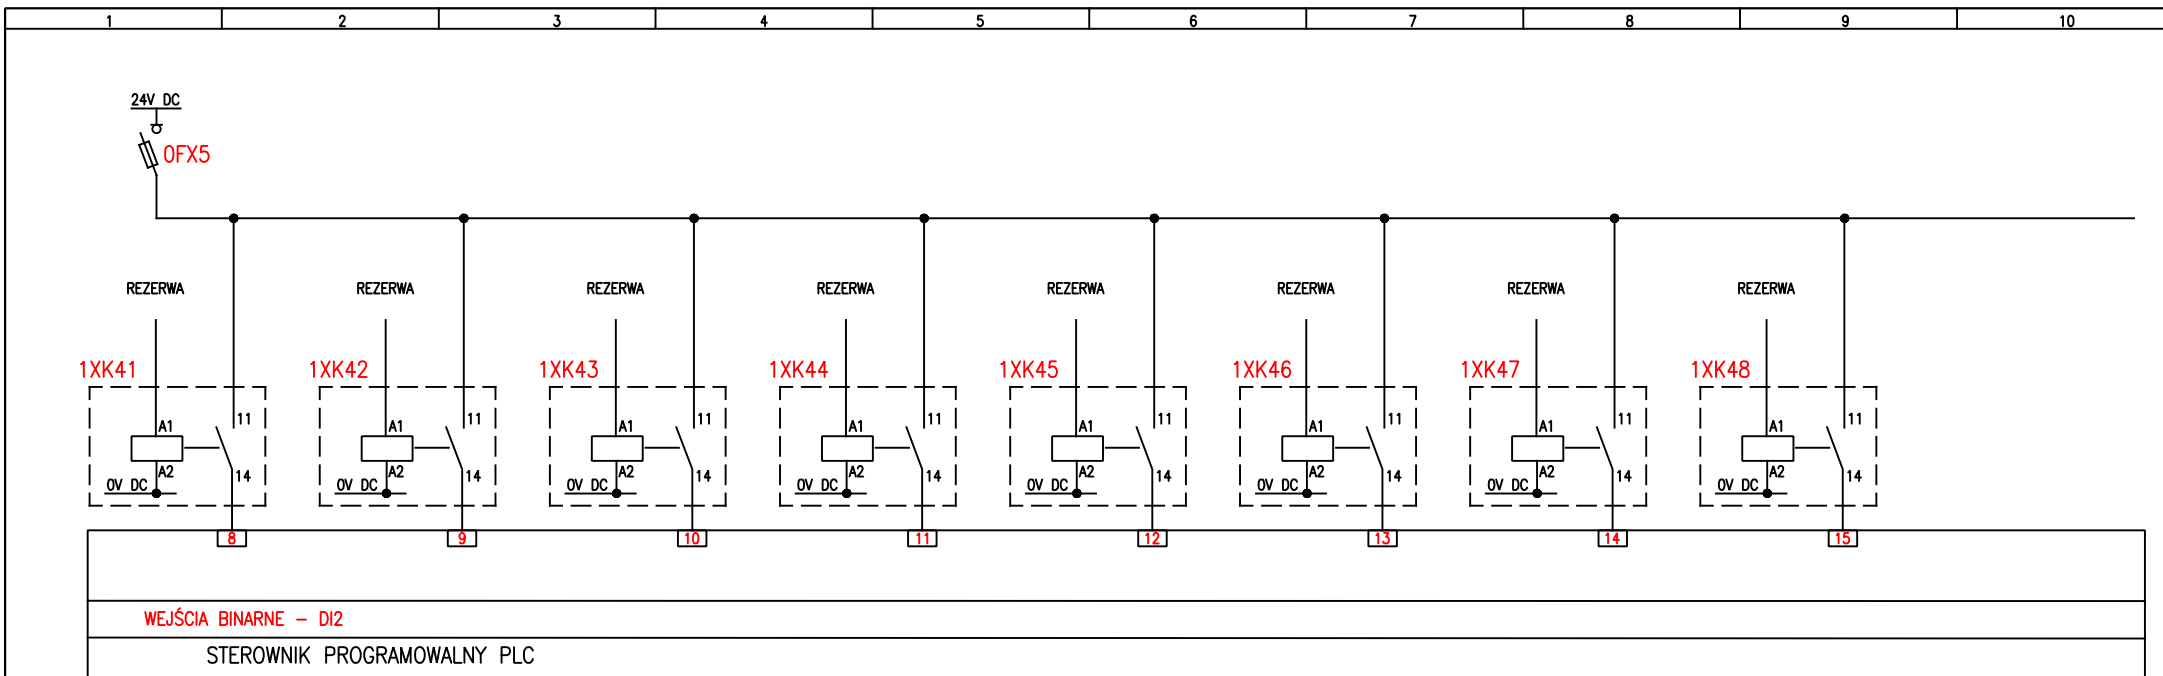 1 2 3 4 5 6 7 8 9 10
24V DC
0FX5
REZERWA REZERWA REZERWA REZERWA REZERWA REZERWA REZERWA REZERWA
1XK41 1XK42 1XK43 1XK44 1XK45 1XK46 1XK47 1XK48
11 11 11 11 11 11 11 11
A1 A1 A1 A1 A1 A1 A1 A1
A2 A2 A2 A2 A2 A2 A2 A2
14 14 14 14 14 14 14 14
0V DC 0V DC 0V DC 0V DC 0V DC 0V DC 0V DC 0V DC
8 9 10 11 12 13 14 15
WEJŚCIA BINARNE - DI2
STEROWNIK PROGRAMOWALNY PLC